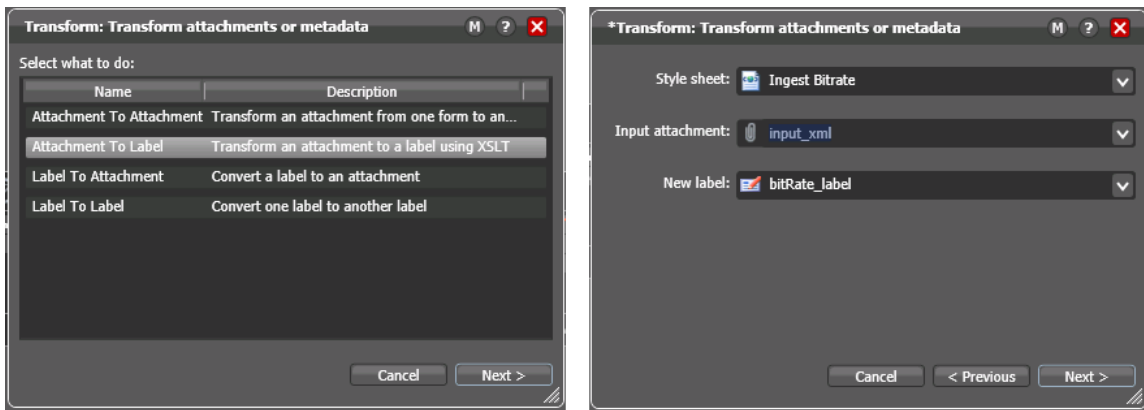 Transform: Transform attachments or metadata M ?
Select what to do:
Name Description
Attachment To Attachment Transform an attachment from one form to an...
Attachment To Label Transform an attachment to a label using XSLT
Label To Attachment Convert a label to an attachment
Label To Label Convert one label to another label
Cancel Next >
*Transform: Transform attachments or metadata M ?
Style sheet: Ingest Bitrate
Input attachment: input_xml
New label: bitRate_label
Cancel < Previous Next >